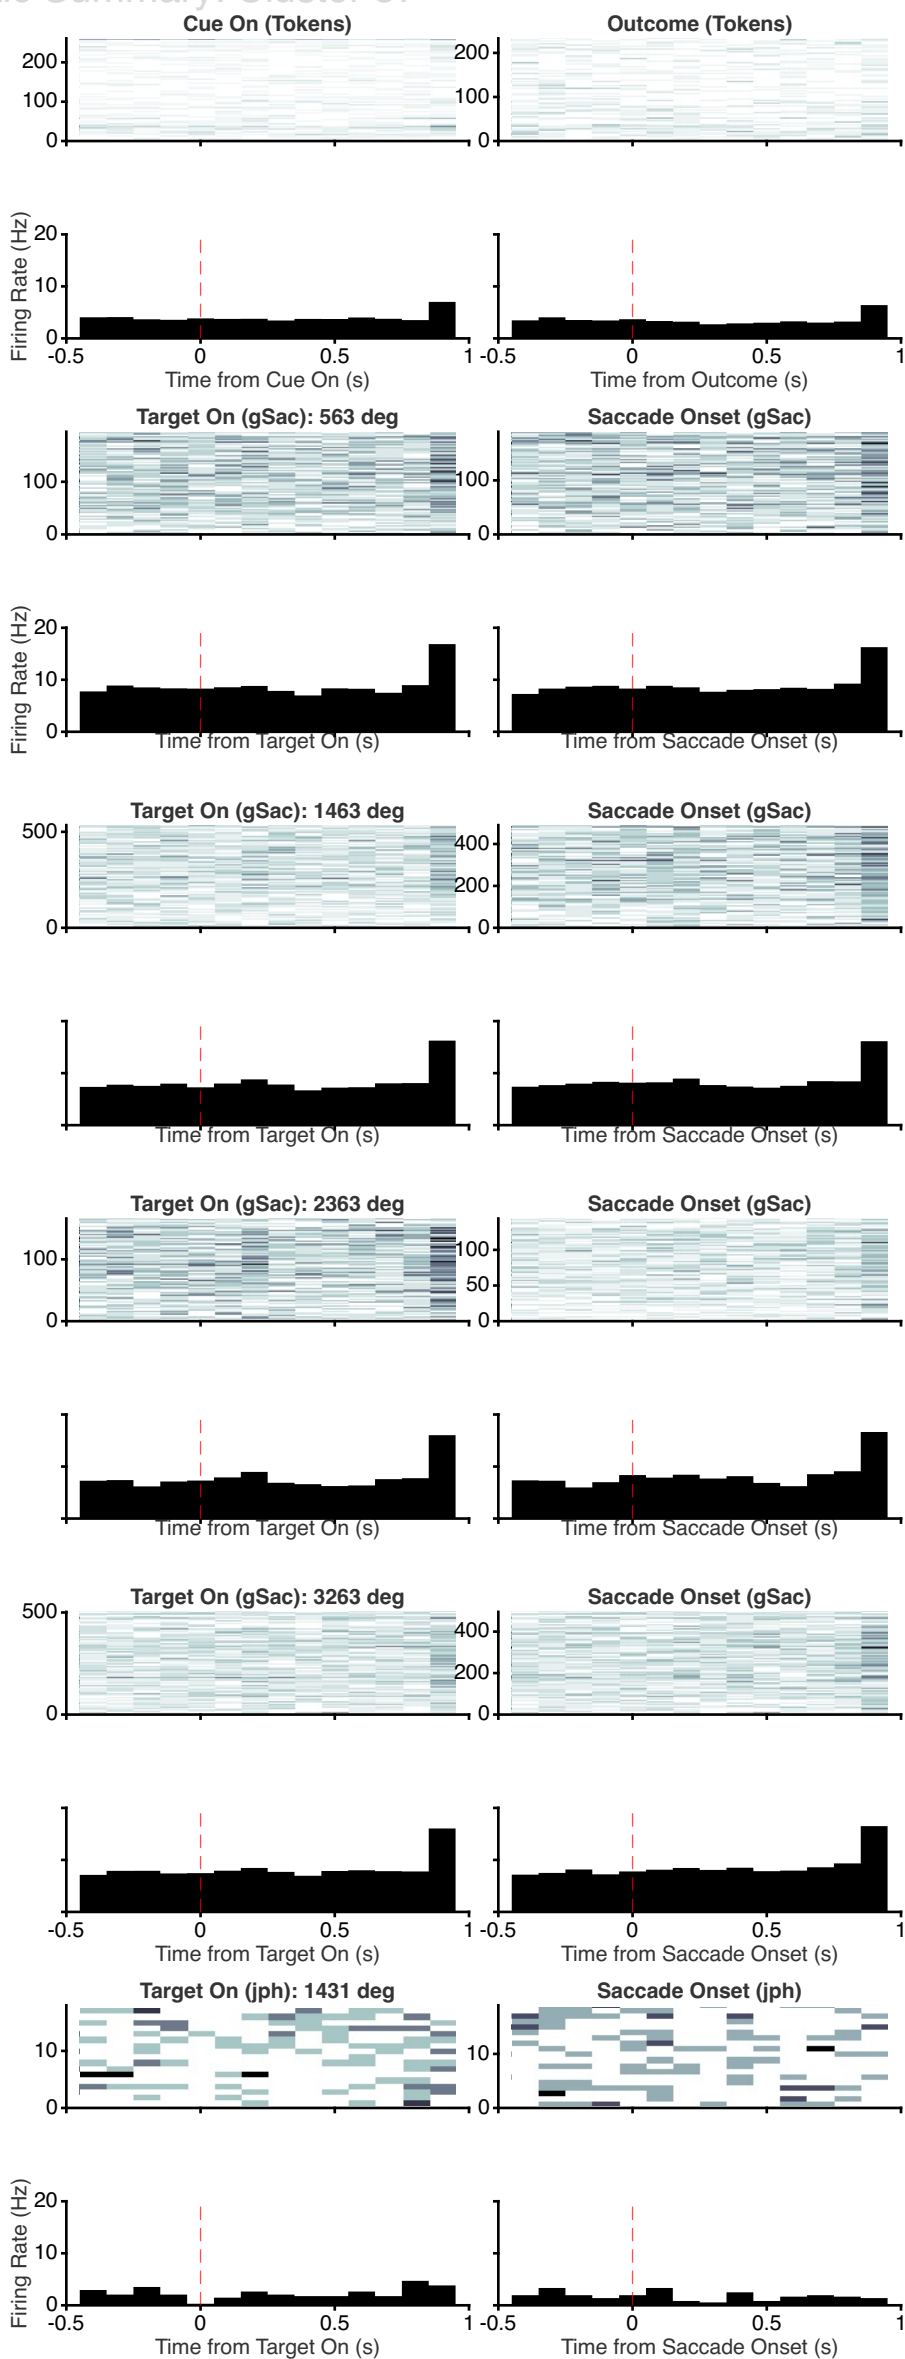 Summary: Cluster
Cue On (Tokens) Outcome (Tokens)
200 200
100 100
0 0
Firing Rate (Hz)
20
10
0
-0.5 0 0.5 1 -0.5 0 0.5 1
Time from Cue On (s) Time from Outcome (s)
Target On (gSac): 563 deg Saccade Onset (gSac)
100 100
0 0
Firing Rate (Hz)
20
10
0
Time from Target On (s) Time from Saccade Onset (s)
Target On (gSac): 1463 deg Saccade Onset (gSac)
500 400
200
0 0
Time from Target On (s) Time from Saccade Onset (s)
Target On (gSac): 2363 deg Saccade Onset (gSac)
100 100
50
0 0
Time from Target On (s) Time from Saccade Onset (s)
Target On (gSac): 3263 deg Saccade Onset (gSac)
500 400
200
0 0
-0.5 0 0.5 1 -0.5 0 0.5 1
Time from Target On (s) Time from Saccade Onset (s)
Target On (jph): 1431 deg Saccade Onset (jph)
10 10
0 0
Firing Rate (Hz)
20
10
0
-0.5 0 0.5 1 -0.5 0 0.5 1
Time from Target On (s) Time from Saccade Onset (s)